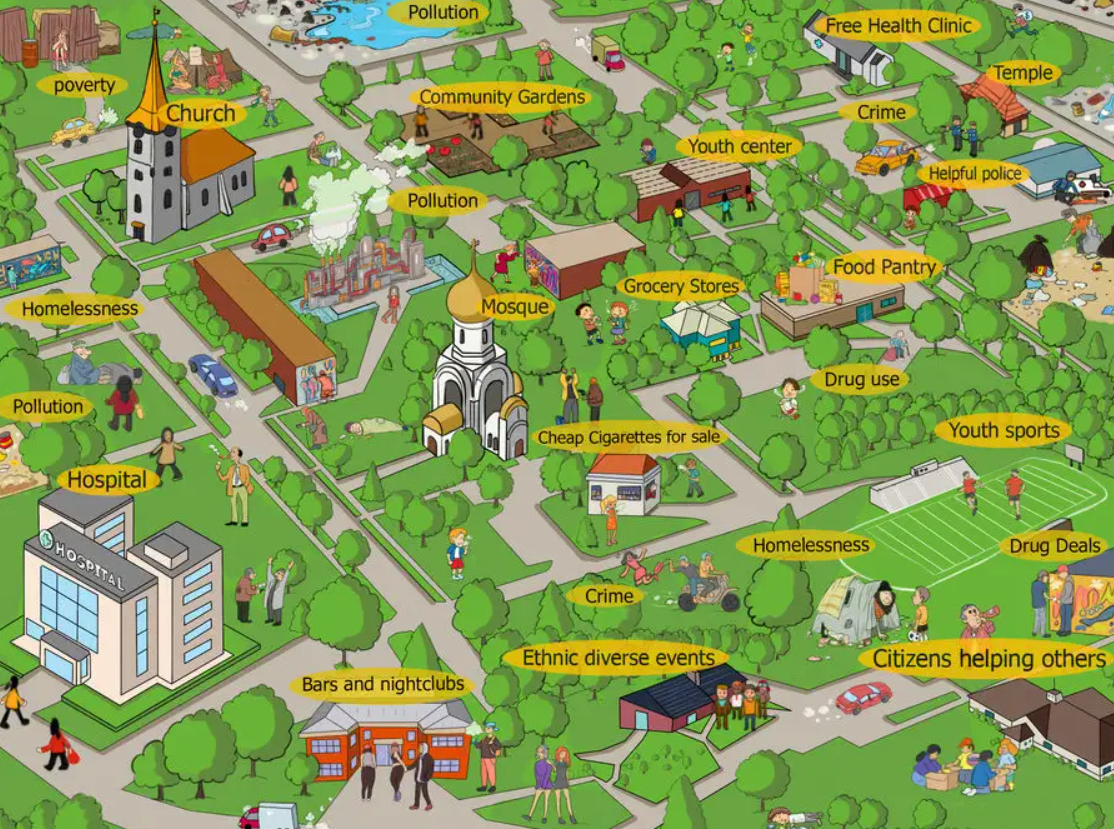 Pollution
Free Health Clinic
poverty
Temple
Community Gardens
Church
Crime
Youth center
Helpful police
Pollution
Food Pantry
Grocery Stores
Homelessness
Mosque
Drug use
Pollution
Youth sports
Cheap Cigarettes for sale
Hospital
HOSPITAL
Homelessness
Drug Deals
Crime
Ethnic diverse events
Citizens helping others
Bars and nightclubs